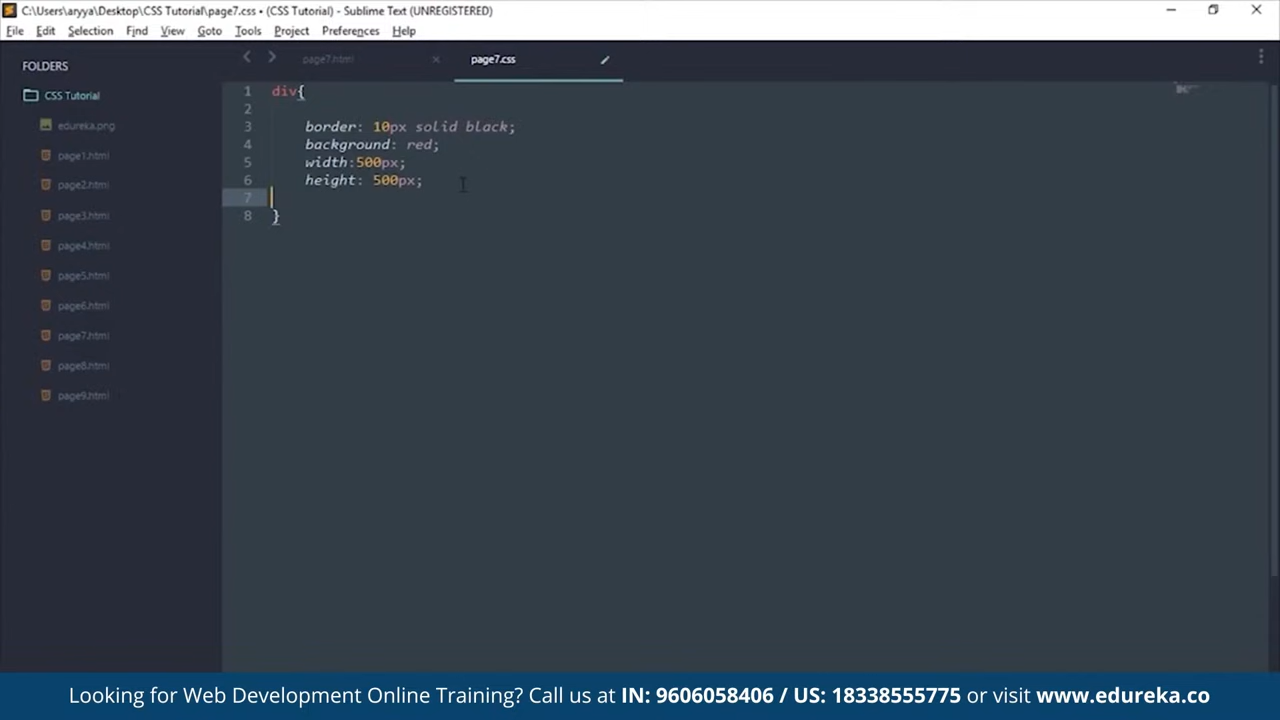 C:\Users\aryya\Desktop\CSS Tutorial\page7.css • (CSS Tutorial) - Sublime Text (UNREGISTERED)
File Edit Selection Find View Goto Tools Project Preferences Help
FOLDERS
CSS Tutorial
edureka.png
page1.html
page2.html
page3.html
page4.html
page5.html
page6.html
page7.html
page8.html
page9.html
page7.html page7.css
1 div{
2
3 border: 10px solid black;
4 background: red;
5 width:500px;
6 height: 500px;
7
8 }
Looking for Web Development Online Training? Call us at IN: 9606058406 / US: 18338555775 or visit www.edureka.co